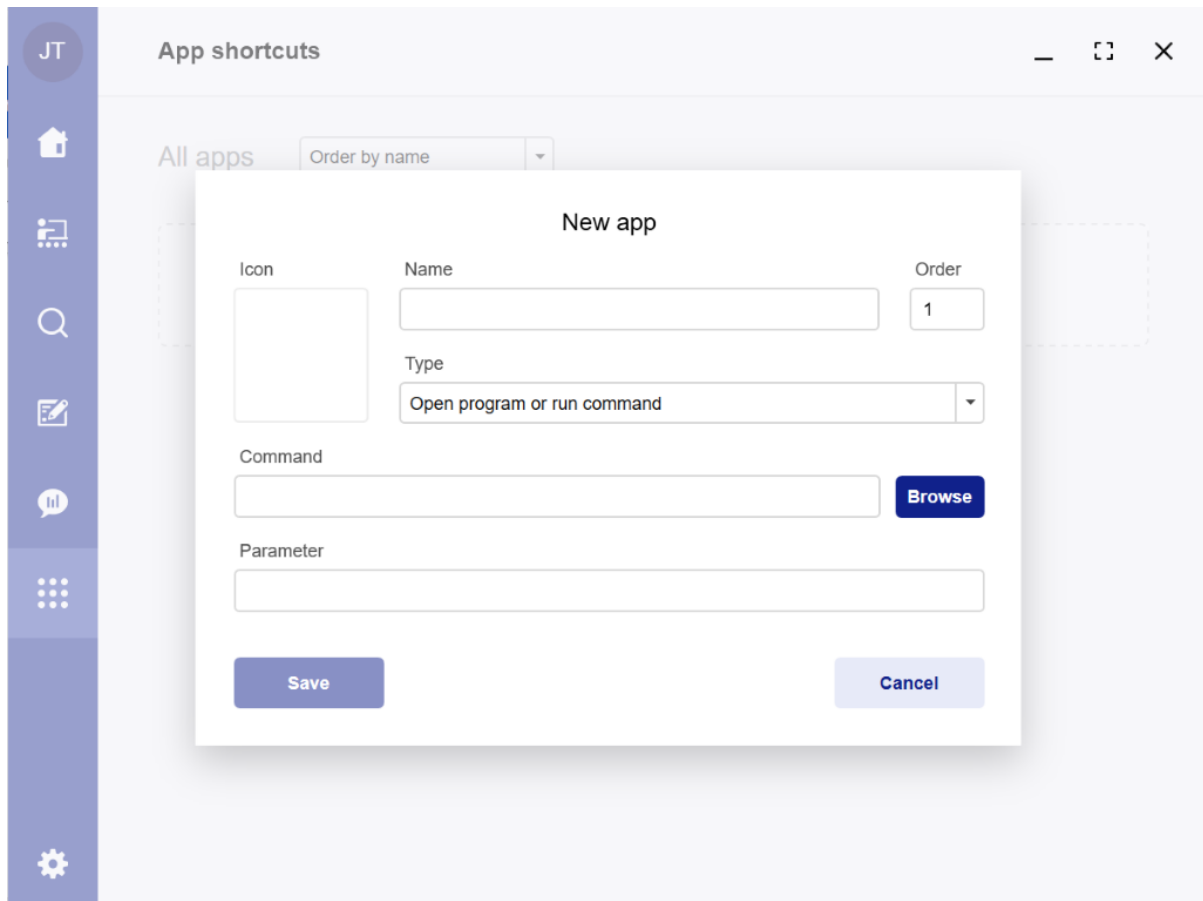 JT
App shortcuts
All apps
Order by name
New app
Icon
Name
Order
1
Type
Open program or run command
Command
Browse
Parameter
Save
Cancel